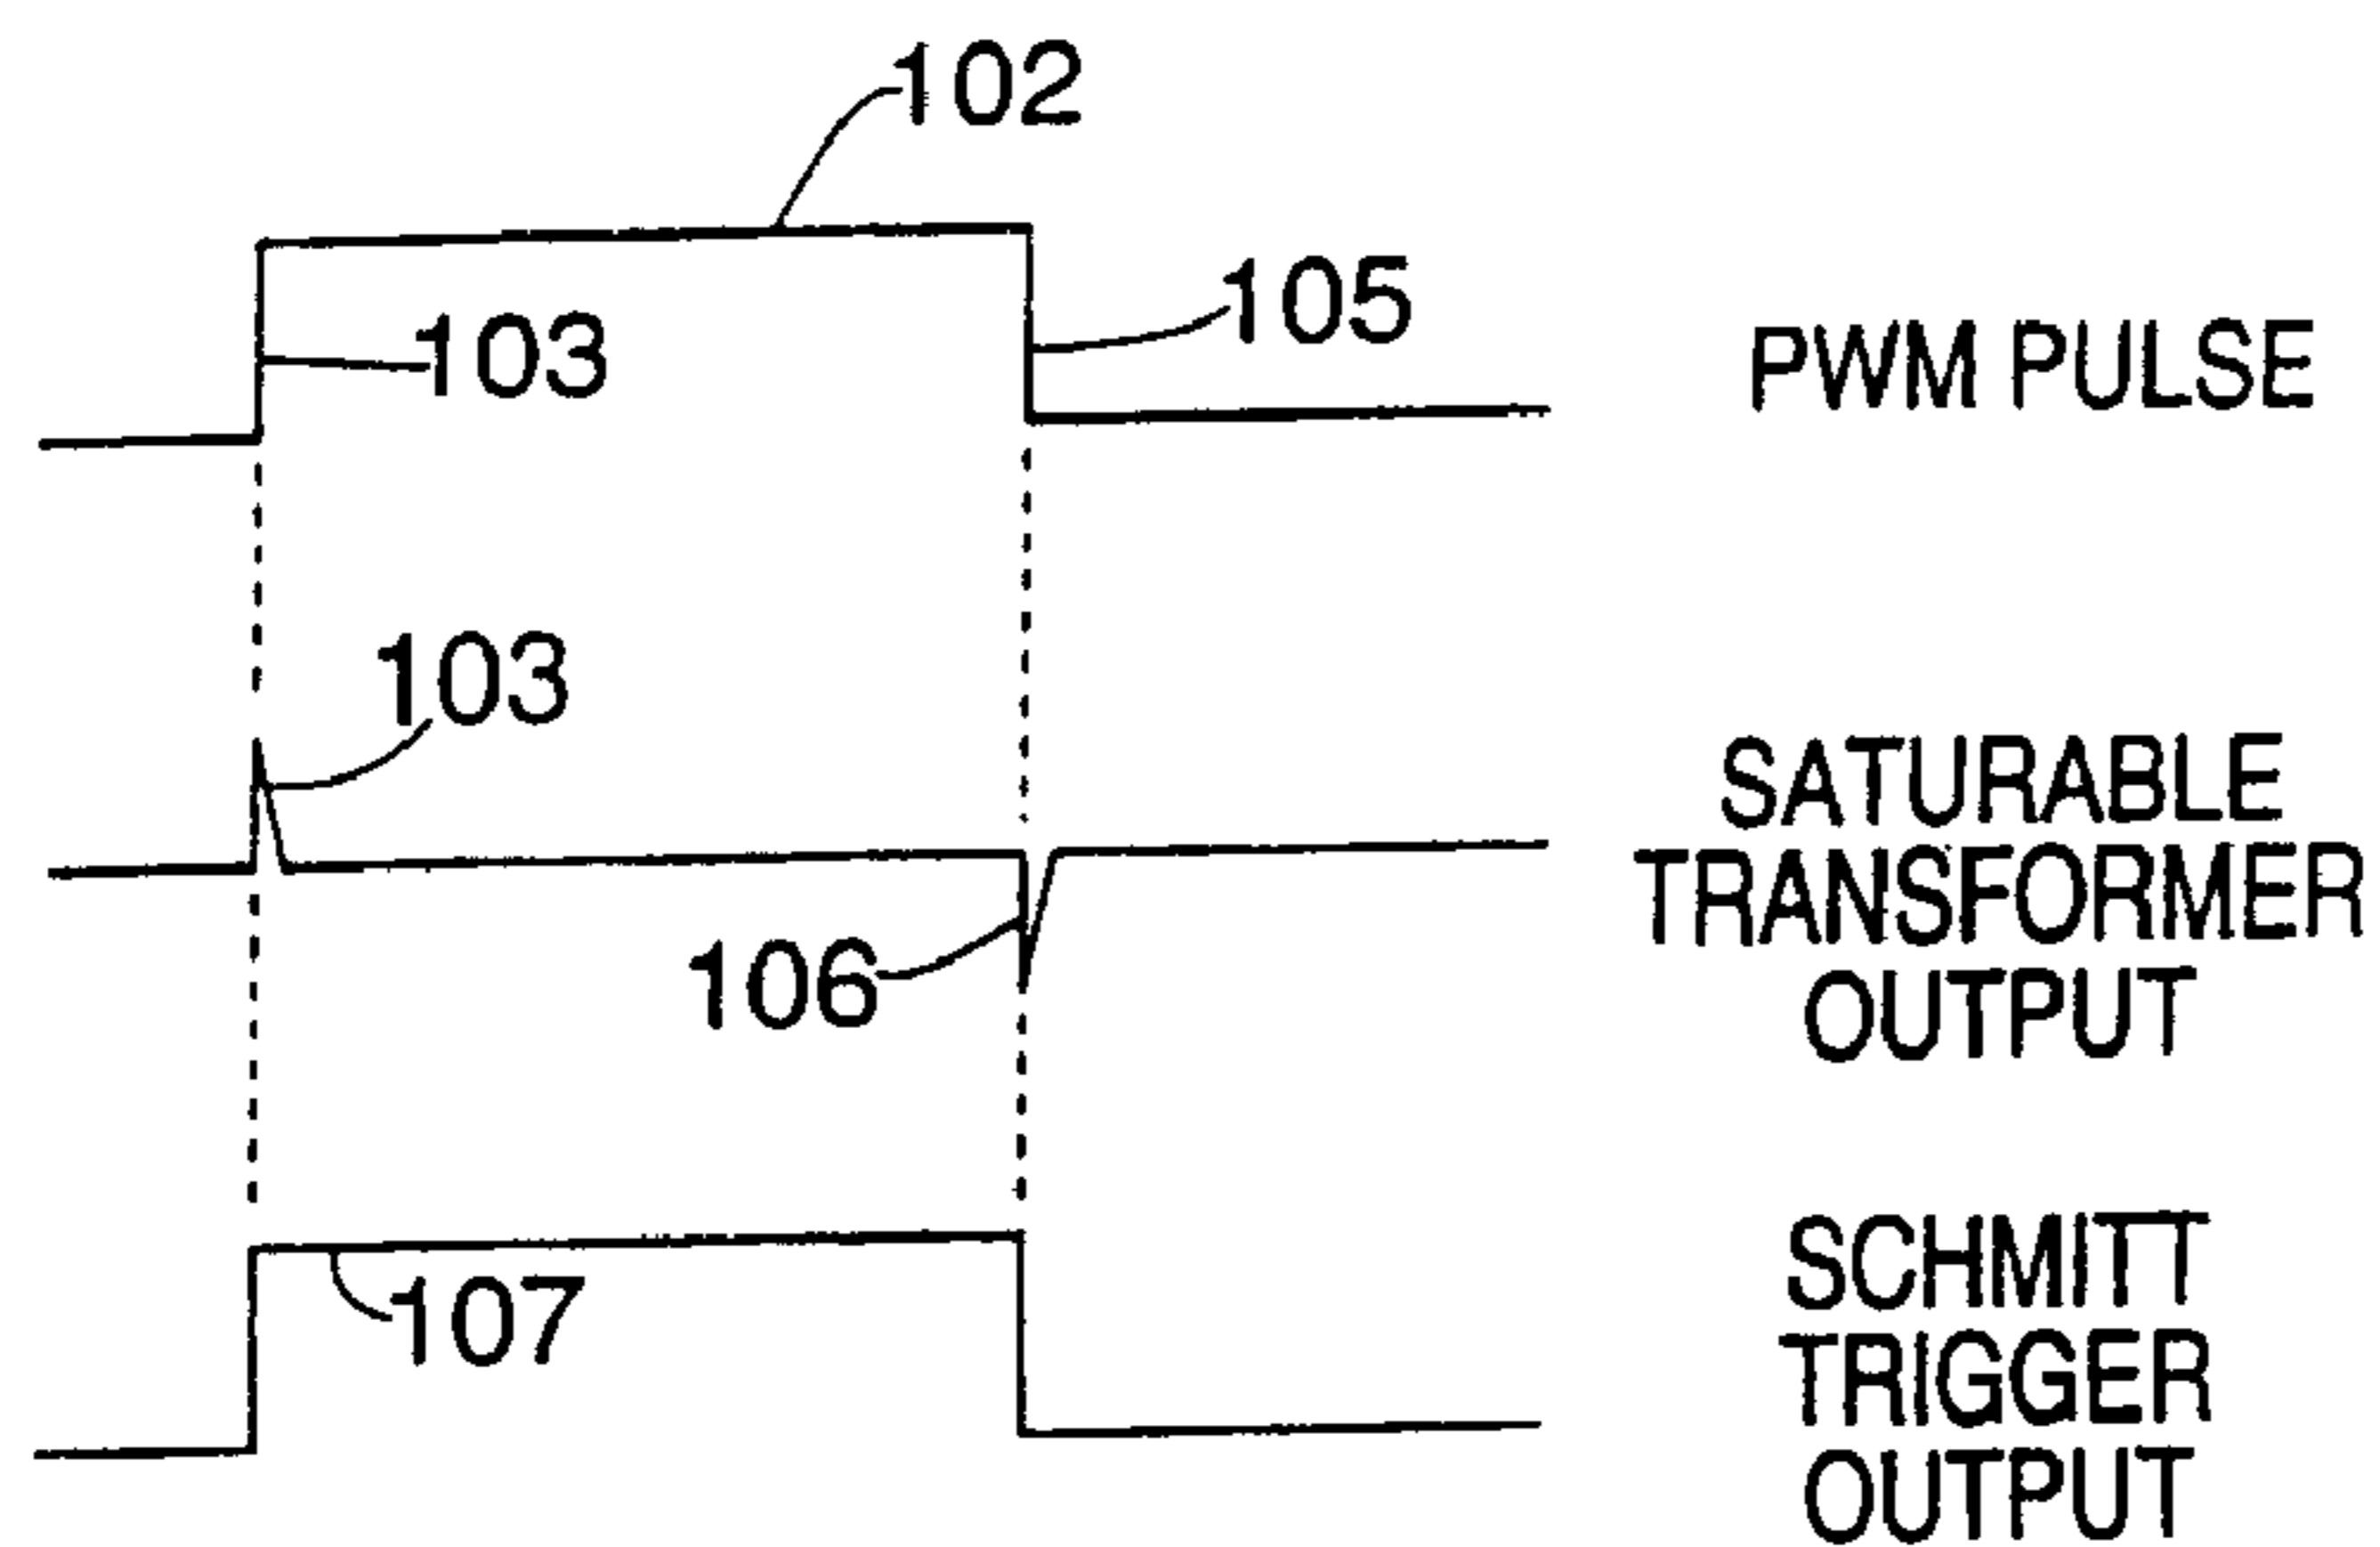 102
103
105
PWM PULSE
103
106
SATURABLE
TRANSFORMER
OUTPUT
107
SCHMITT
TRIGGER
OUTPUT